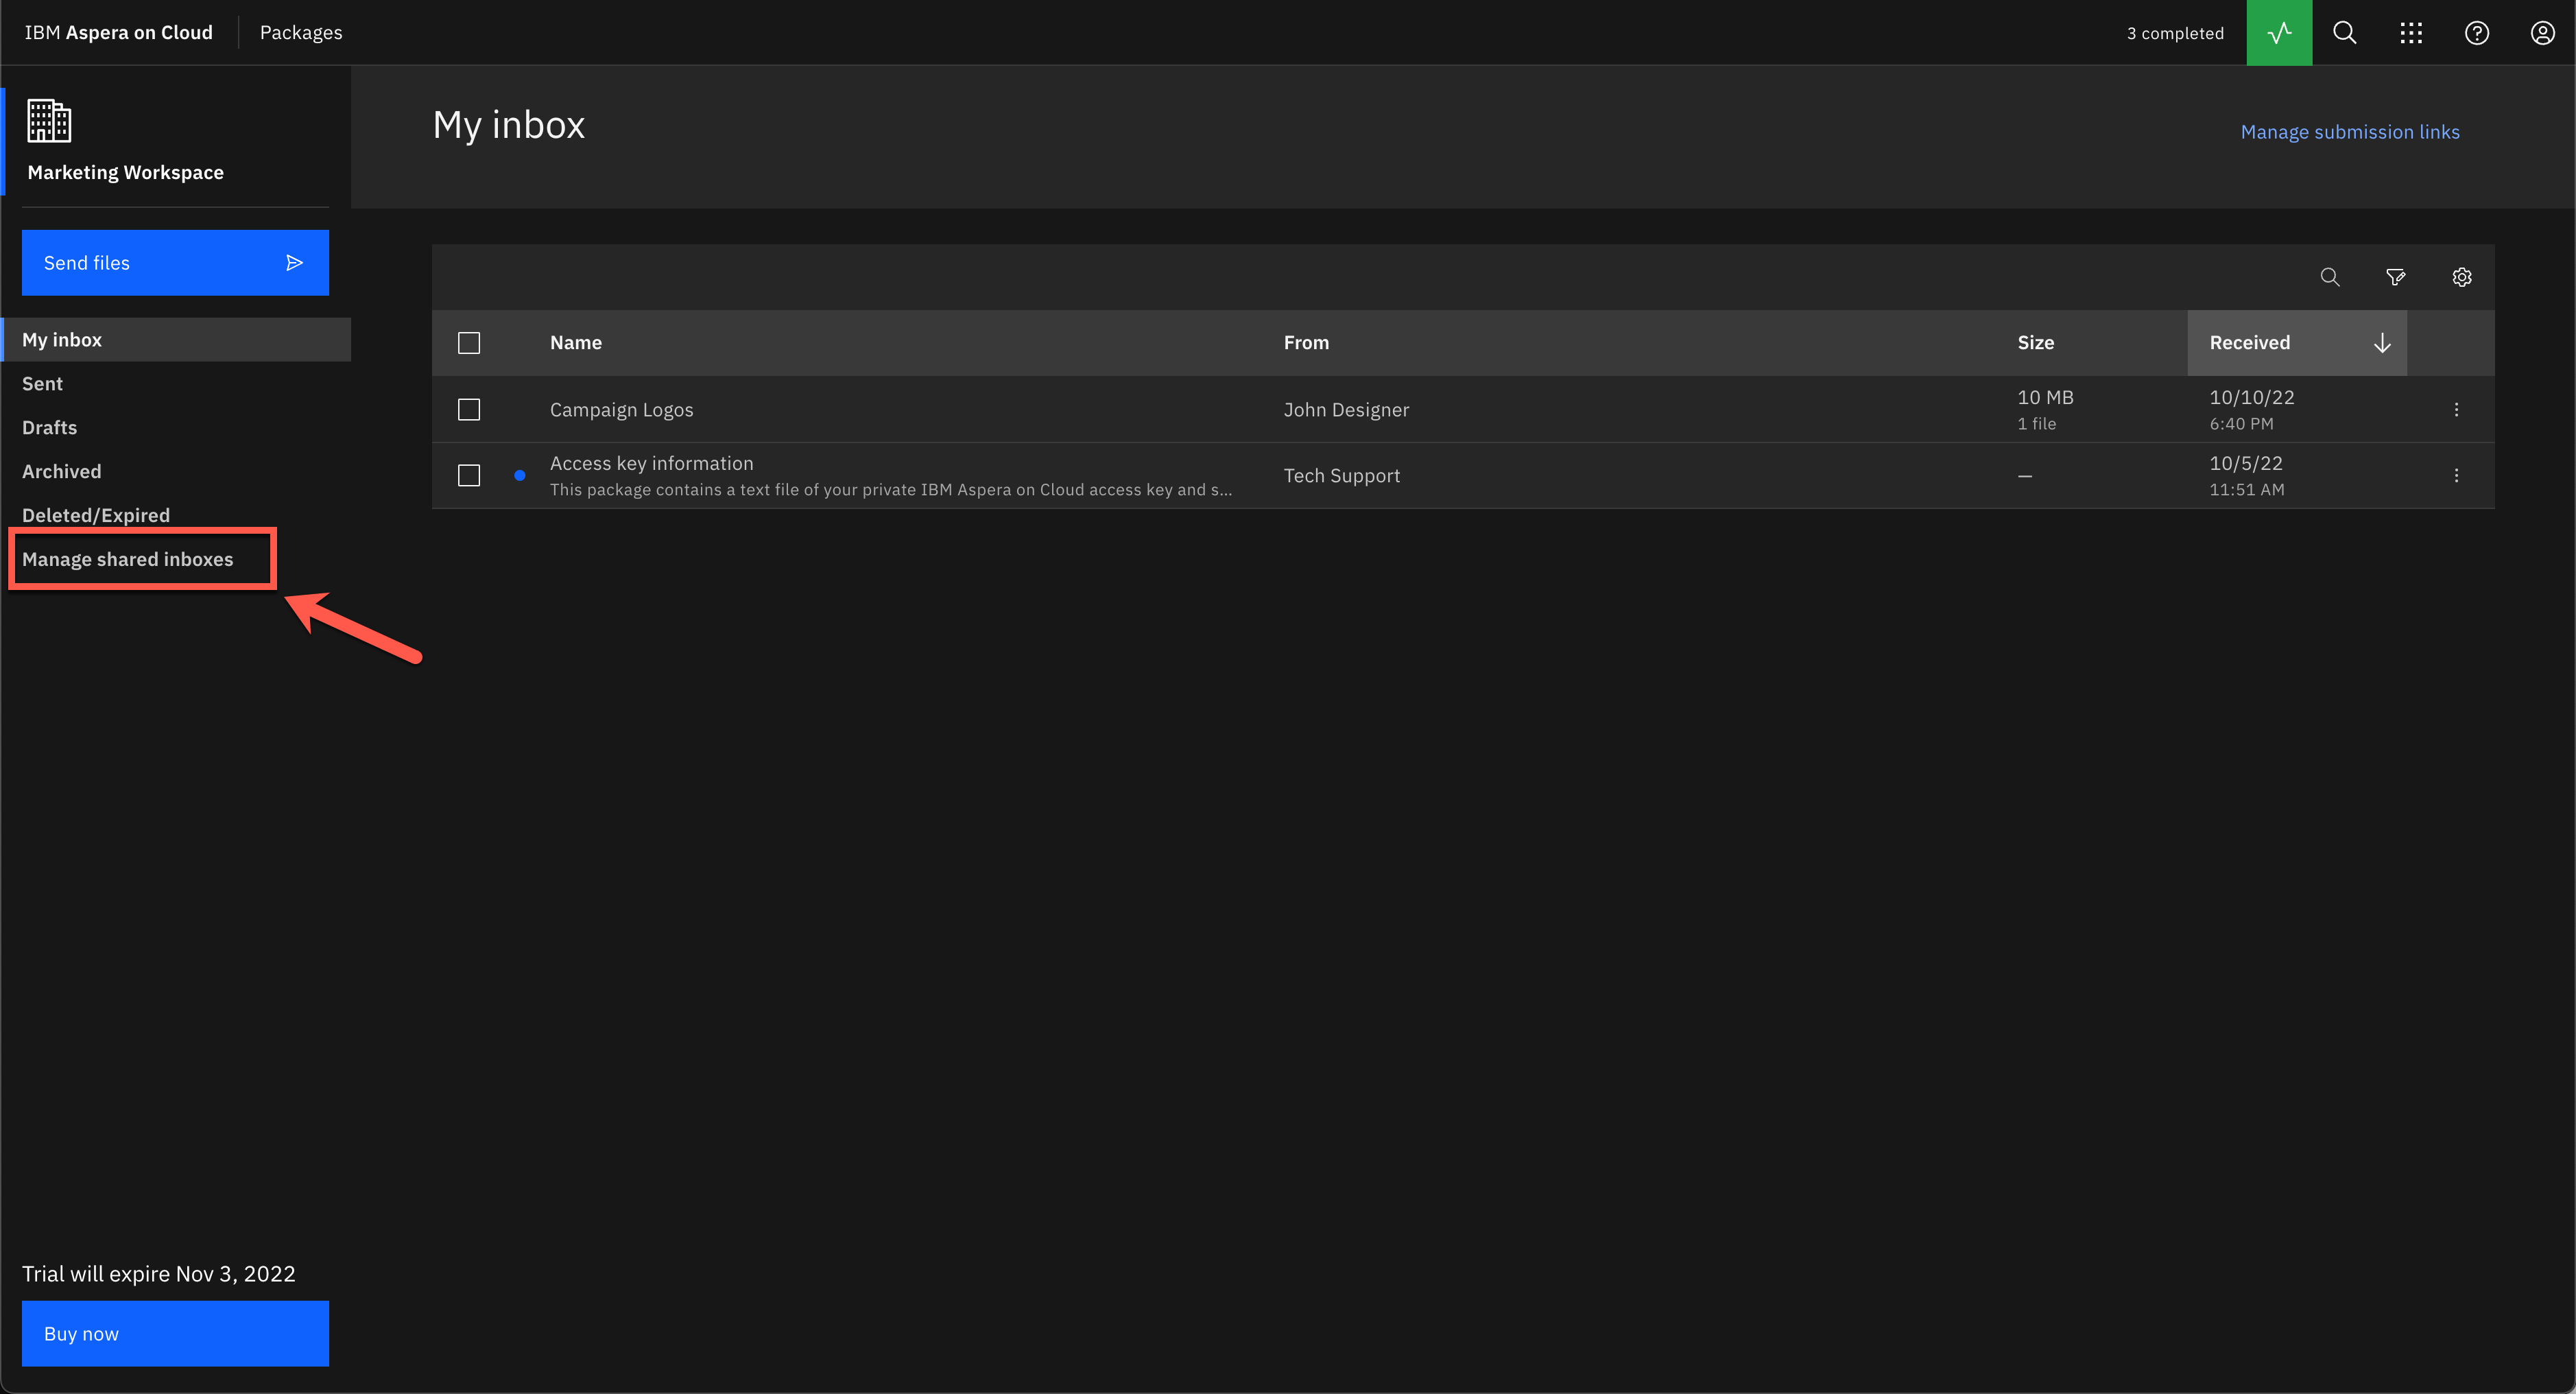 IBM Aspera on Cloud
Packages
3 completed
Marketing Workspace
Send files
My inbox
Sent
Drafts
Archived
Deleted/Expired
Manage shared inboxes
Trial will expire Nov 3, 2022
Buy now
My inbox
Manage submission links
Name From Size Received
Campaign Logos John Designer 10 MB 10/10/22
1 file 6:40 PM
Access key information Tech Support — 10/5/22
This package contains a text file of your private IBM Aspera on Cloud access key and s... 11:51 AM